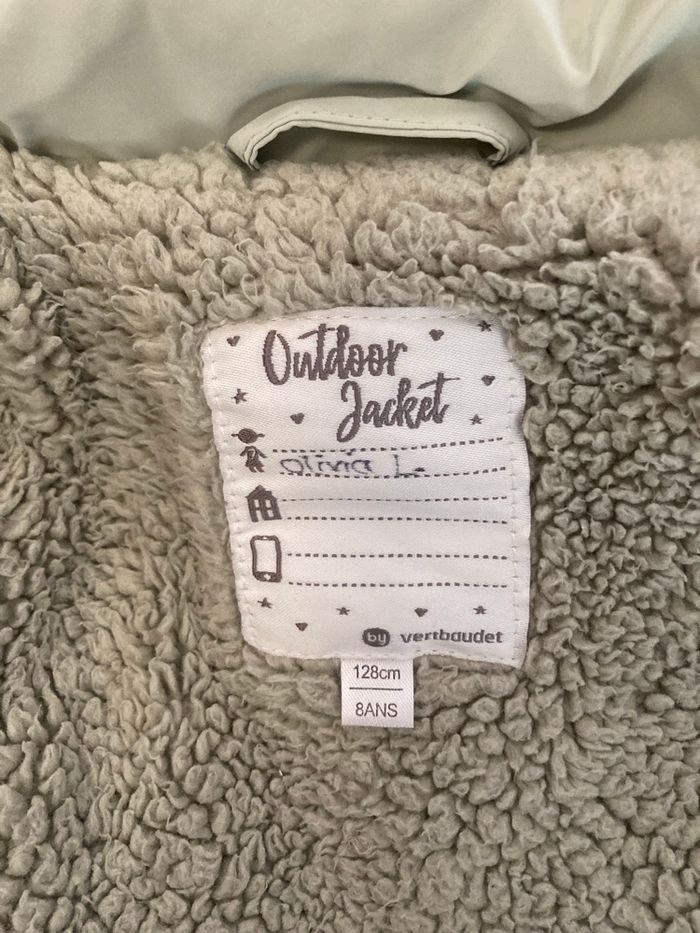 Outdoor
Jacket
Olivia L.
by vertbaudet
128cm
8ANS